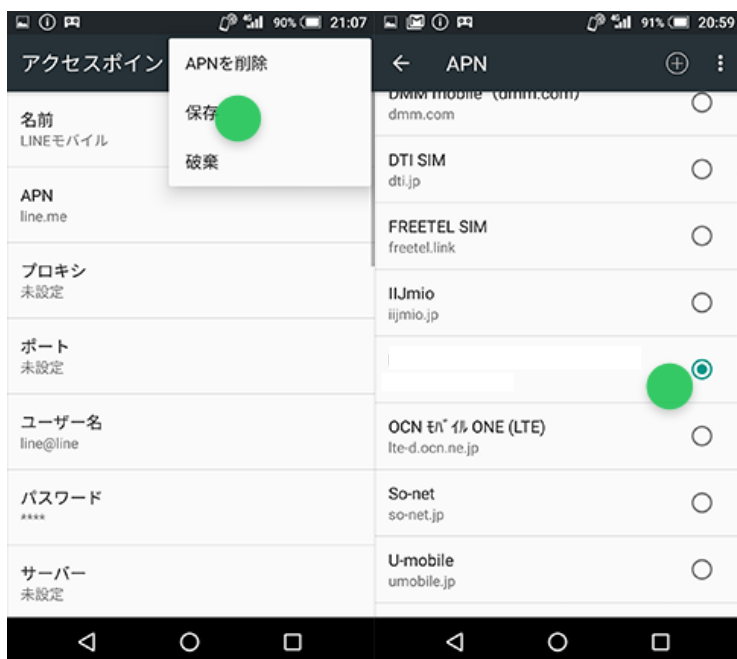 90% 21:07
アクセスポイン
APNを削除
保存
破棄
名前
LINEモバイル
APN
line.me
プロキシ
未設定
ポート
未設定
ユーザー名
line@line
パスワード
****
サーバー
未設定
91% 20:59
APN
DMM mobile (dmm.com)
dmm.com
DTI SIM
dti.jp
FREETEL SIM
freetel.link
IIJmio
iijmio.jp
OCN ﾓﾊﾞｲﾙ ONE (LTE)
lte-d.ocn.ne.jp
So-net
so-net.jp
U-mobile
umobile.jp